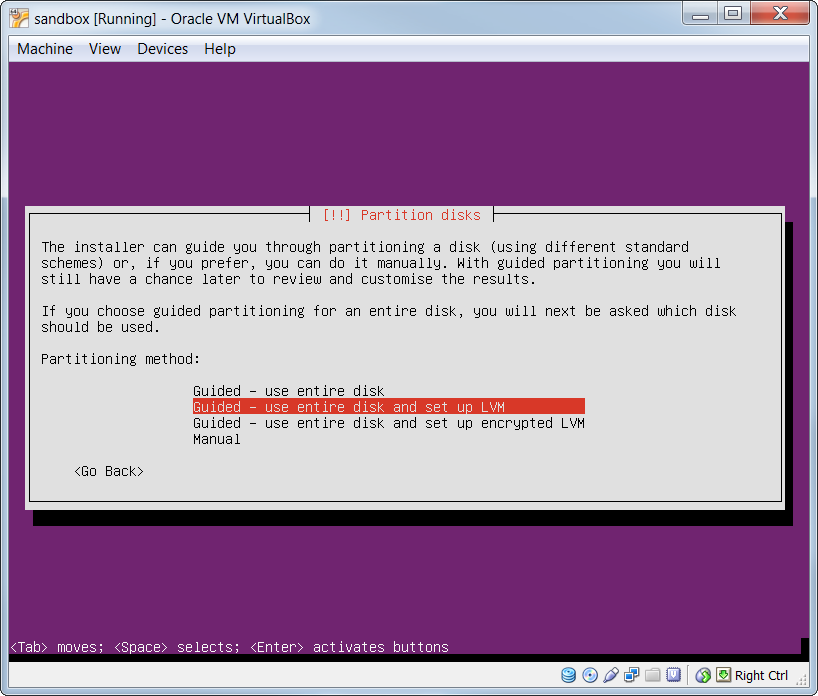 sandbox [Running] - Oracle VM VirtualBox
Machine View Devices Help
[!!] Partition disks
The installer can guide you through partitioning a disk (using different standard
schemes) or, if you prefer, you can do it manually. With guided partitioning you will
still have a chance later to review and customise the results.
If you choose guided partitioning for an entire disk, you will next be asked which disk
should be used.
Partitioning method:
Guided - use entire disk
Guided - use entire disk and set up LVM
Guided - use entire disk and set up encrypted LVM
Manual
<Go Back>
<Tab> moves; <Space> selects; <Enter> activates buttons
Right Ctrl